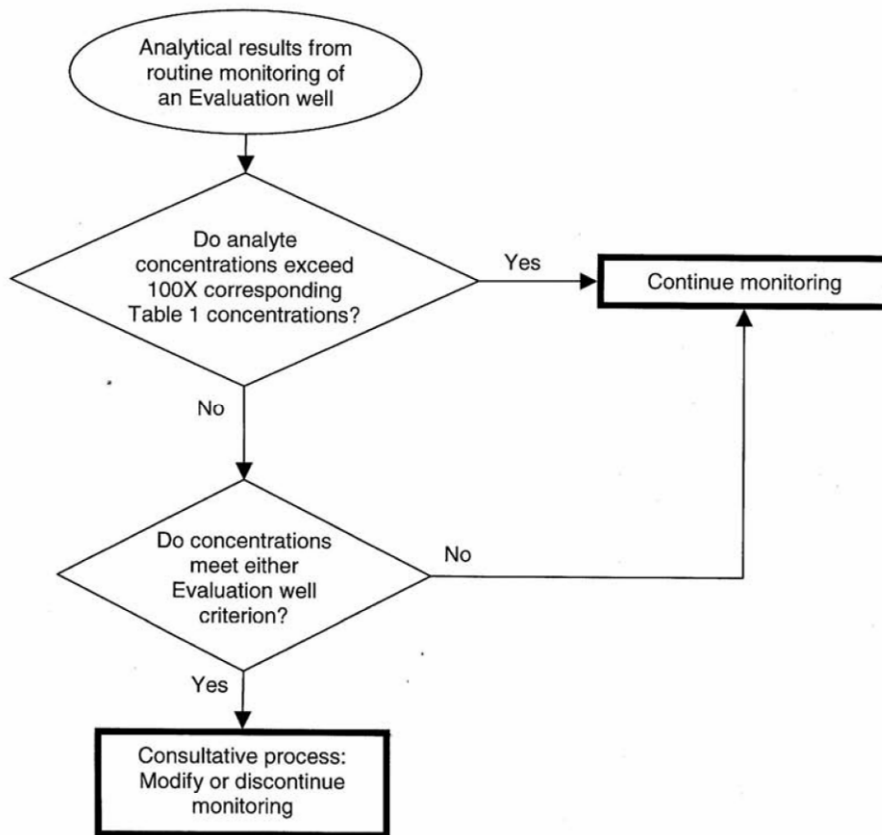 Analytical results from
routine monitoring of
an Evaluation well
Do analyte
concentrations exceed
100X corresponding
Table 1 concentrations?
Yes
Continue monitoring
No
Do concentrations
meet either
Evaluation well
criterion?
No
Yes
Consultative process:
Modify or discontinue
monitoring